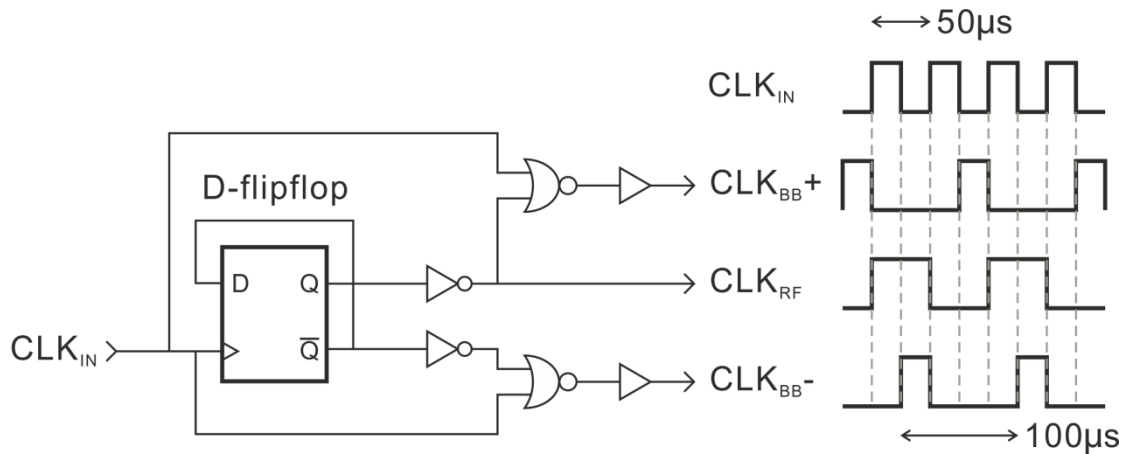 50μs
CLK_IN
D-flipflop
CLK_BB+
D Q
CLK_RF
CLK_IN
Q̅
CLK_BB-
100μs